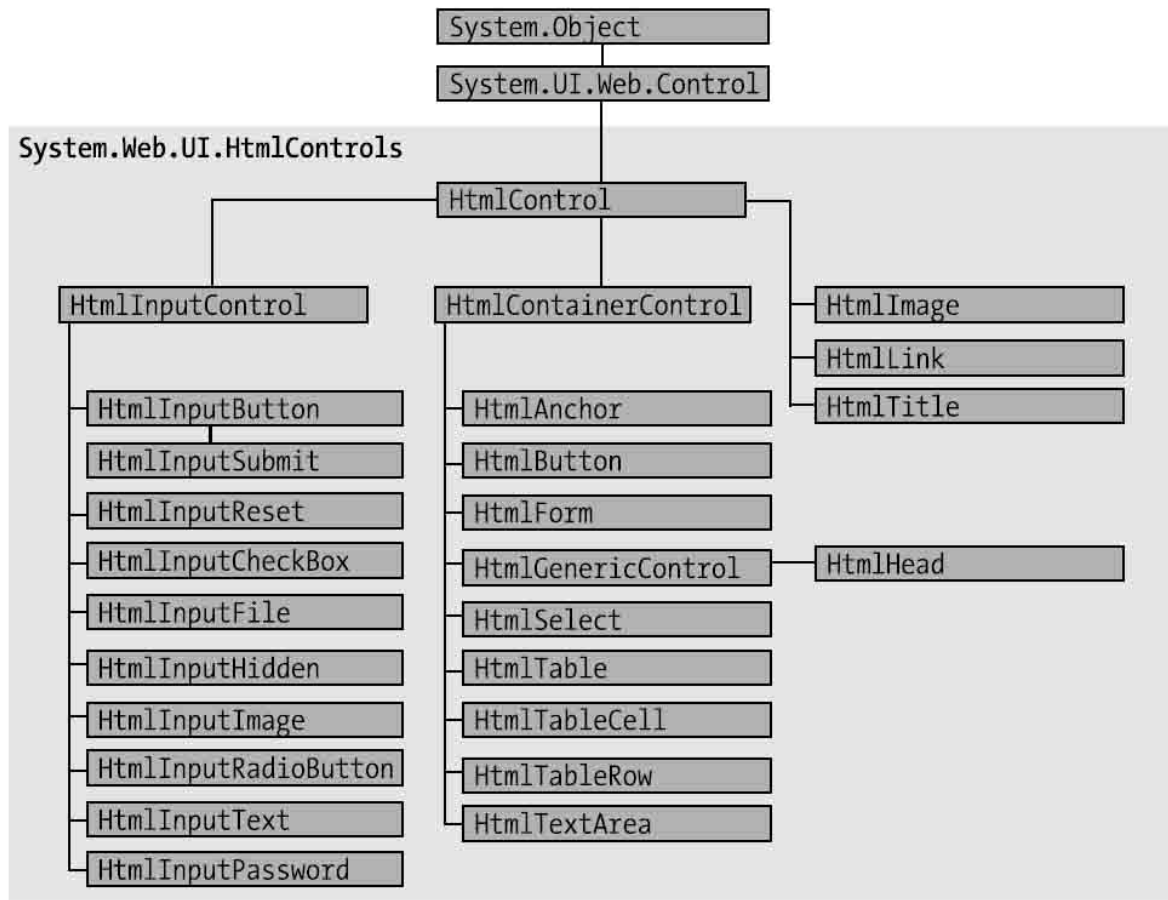 System.Object
System.UI.Web.Control
System.Web.UI.HtmlControls
HtmlControl
HtmlInputControl
HtmlInputButton
HtmlInputSubmit
HtmlInputReset
HtmlInputCheckBox
HtmlInputFile
HtmlInputHidden
HtmlInputImage
HtmlInputRadioButton
HtmlInputText
HtmlInputPassword
HtmlContainerControl
HtmlAnchor
HtmlButton
HtmlForm
HtmlGenericControl
HtmlSelect
HtmlTable
HtmlTableCell
HtmlTableRow
HtmlTextArea
HtmlImage
HtmlLink
HtmlTitle
HtmlHead